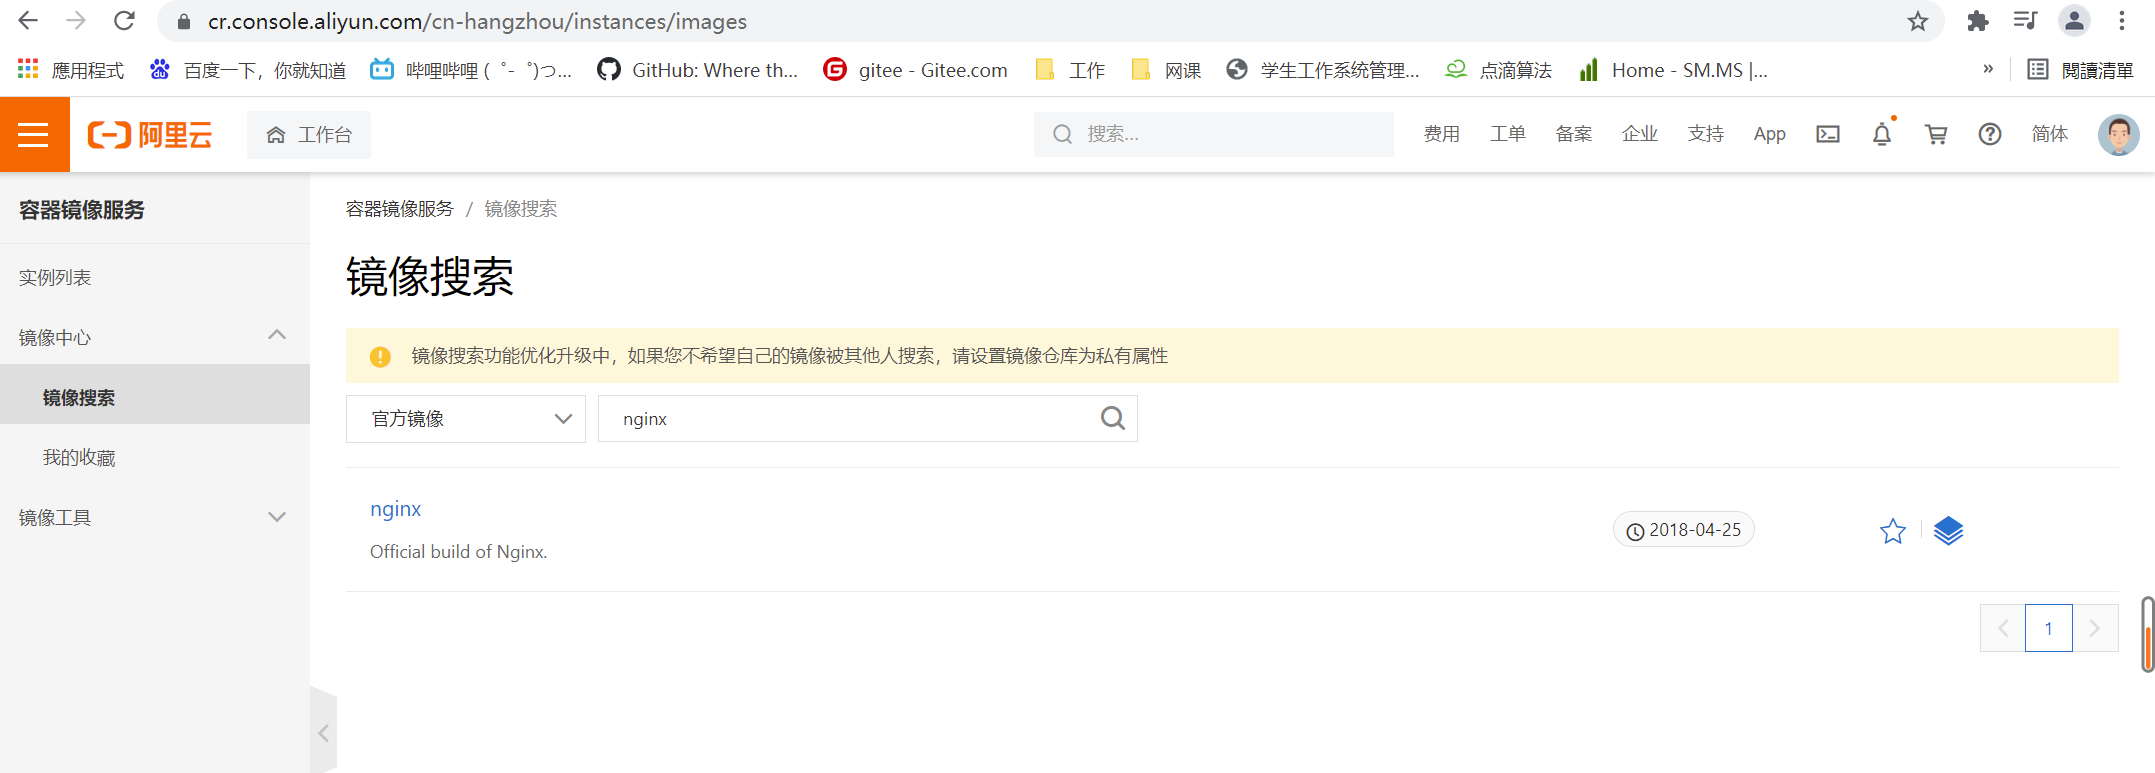 cr.console.aliyun.com/cn-hangzhou/instances/images
應用程式 百度一下，你就知道 哔哩哔哩 ( ゜- ゜)つ... GitHub: Where th... gitee - Gitee.com 工作 网课 学生工作系统管理... 点滴算法 Home - SM.MS |... » 閱讀清單
阿里云 工作台 搜索... 费用 工单 备案 企业 支持 App 简体
容器镜像服务
实例列表
镜像中心
镜像搜索
我的收藏
镜像工具
容器镜像服务 / 镜像搜索
镜像搜索
镜像搜索功能优化升级中，如果您不希望自己的镜像被其他人搜索，请设置镜像仓库为私有属性
官方镜像 nginx
nginx
2018-04-25
Official build of Nginx.
1